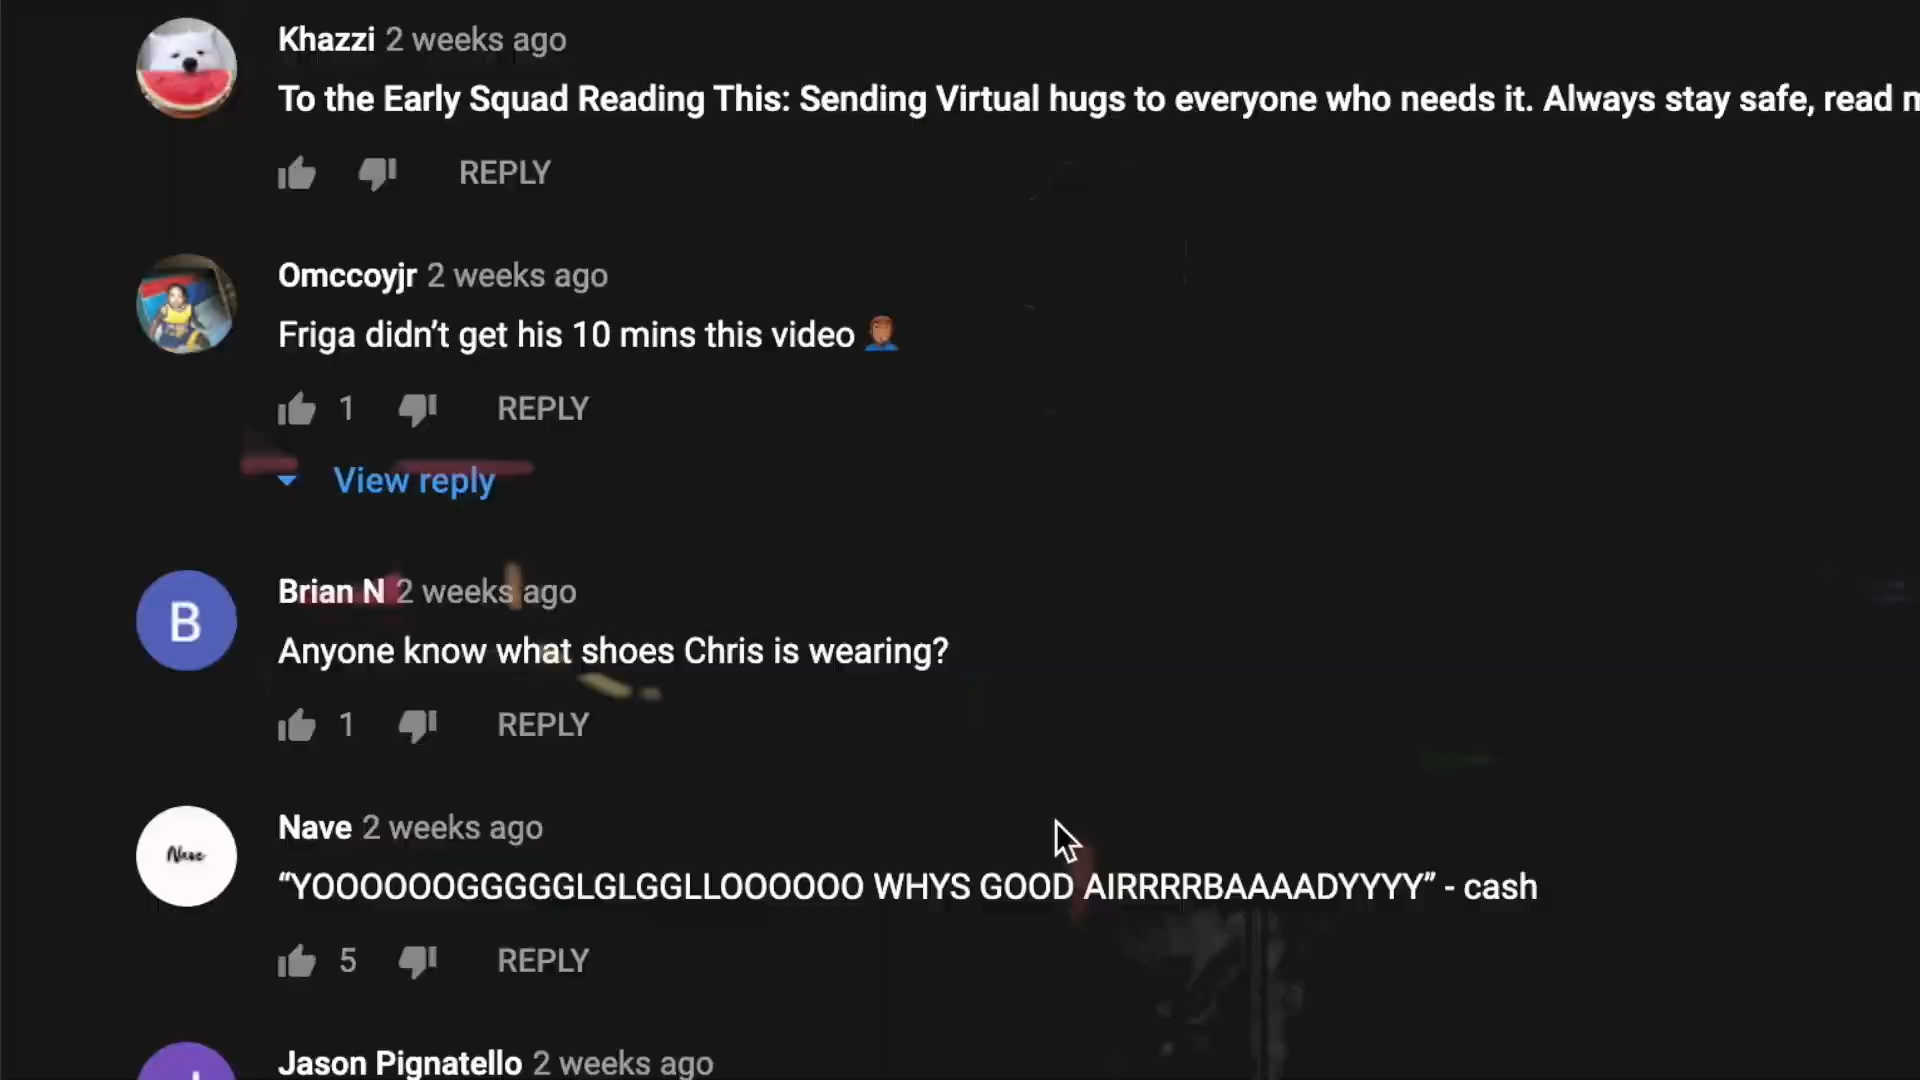 Khazzi 2 weeks ago
To the Early Squad Reading This: Sending Virtual hugs to everyone who needs it. Always stay safe, read
REPLY
Omccoyjr 2 weeks ago
Friga didn’t get his 10 mins this video 🤦🏾‍♂️
1 REPLY
View reply
B
Brian N 2 weeks ago
Anyone know what shoes Chris is wearing?
1 REPLY
Nave
Nave 2 weeks ago
“YOOOOOOGGGGGLGLGGLLOOOOOO WHYS GOOD AIRRRRBAAAADYYYY” - cash
5 REPLY
Jason Pignatello 2 weeks ago